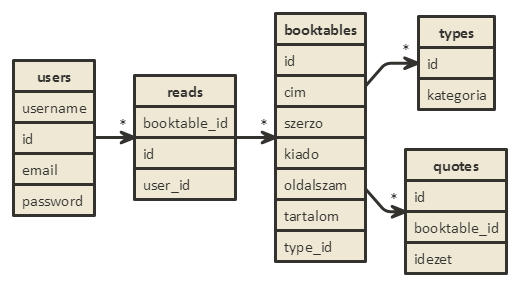 users
username
id
email
password
*
reads
booktable_id
id
user_id
*
booktables
id
cim
szerzo
kiado
oldalszam
tartalom
type_id
*
types
id
kategoria
*
quotes
id
booktable_id
idezet